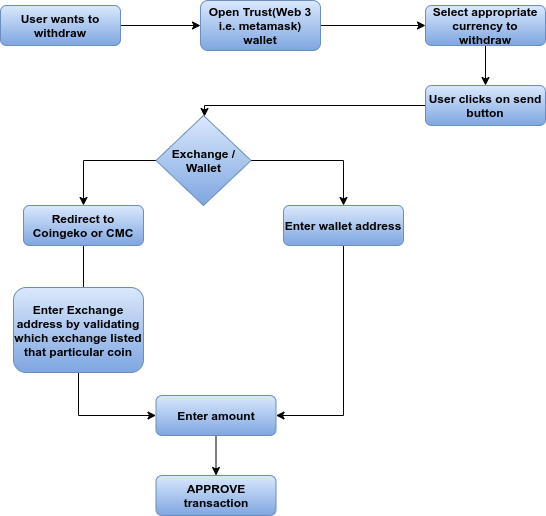 User wants to
withdraw
Open Trust(Web 3
i.e. metamask)
wallet
Select appropriate
currency to
withdraw
User clicks on send
button
Exchange /
Wallet
Redirect to
Coingeko or CMC
Enter wallet address
Enter Exchange
address by validating
which exchange listed
that particular coin
Enter amount
APPROVE
transaction